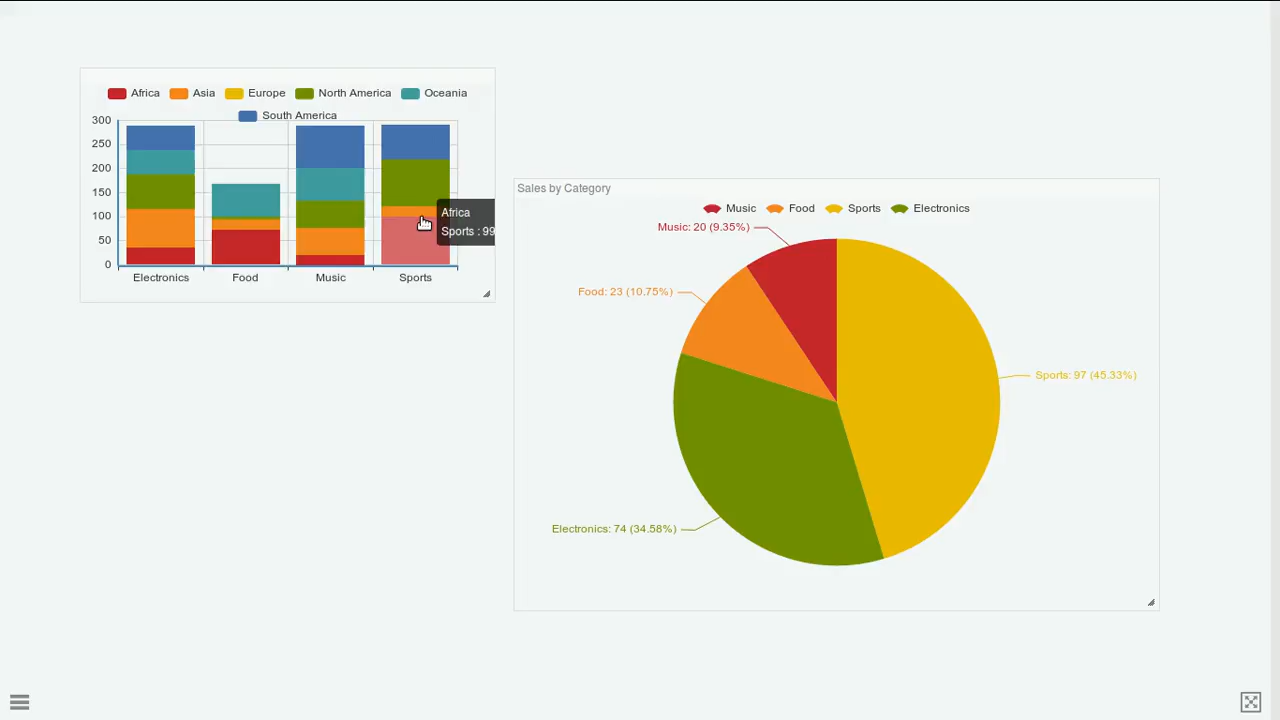 Africa Asia Europe North America Oceania
South America
300
250
200
150
100
50
0
Electronics Food Music Sports
Africa
Sports : 99
Sales by Category
Music Food Sports Electronics
Music: 20 (9.35%)
Food: 23 (10.75%)
Sports: 97 (45.33%)
Electronics: 74 (34.58%)